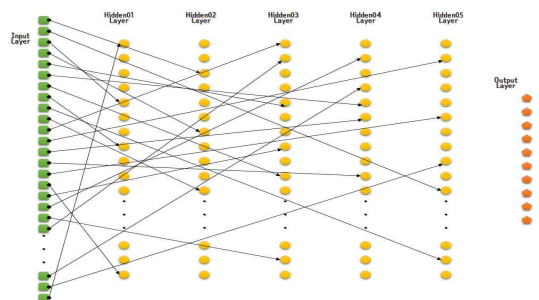 Input
Layer
Hidden01
Layer
Hidden02
Layer
Hidden03
Layer
Hidden04
Layer
Hidden05
Layer
Output
Layer